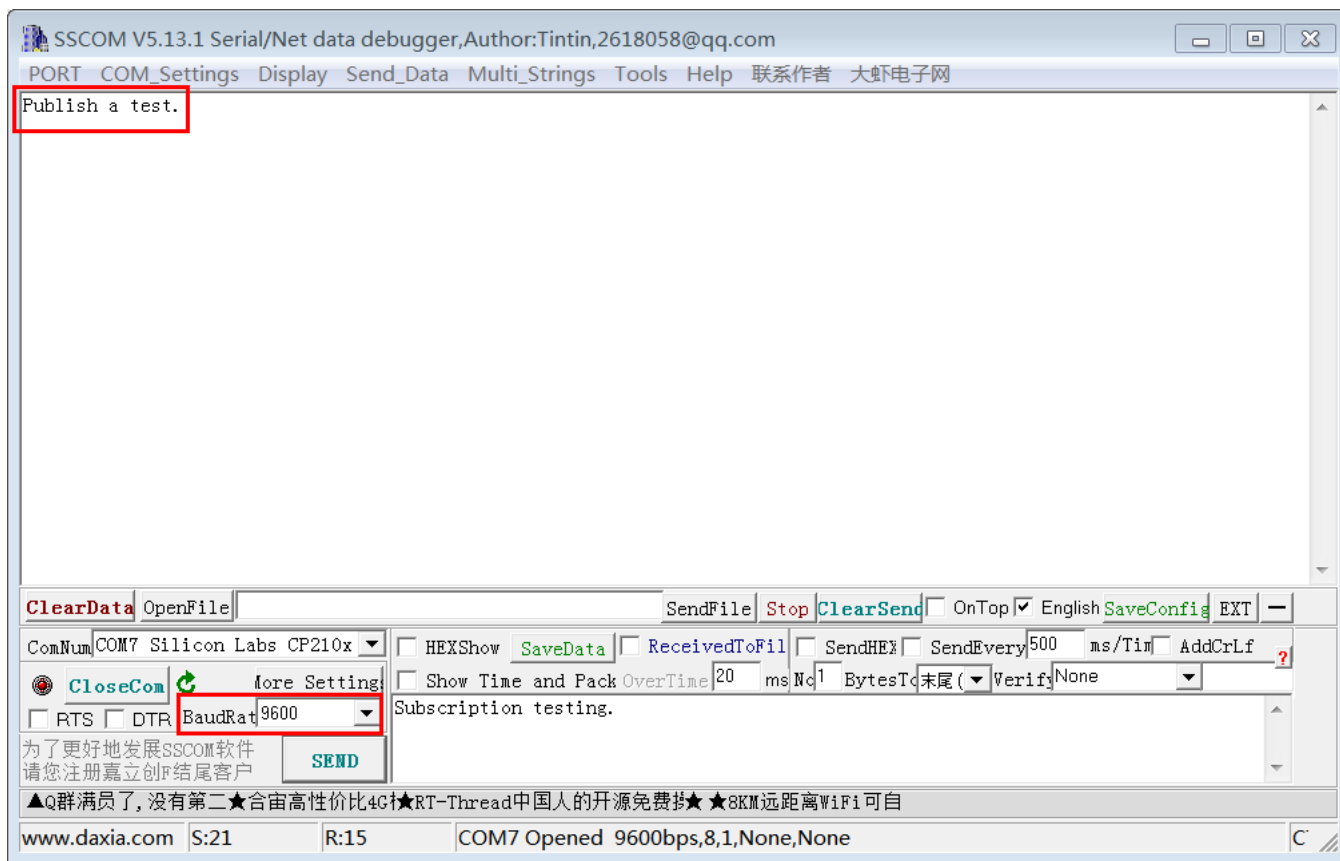 SSCOM V5.13.1 Serial/Net data debugger,Author:Tintin,2618058@qq.com
PORT COM_Settings Display Send_Data Multi_Strings Tools Help 联系作者 大虾电子网
Publish a test.
ClearData OpenFile SendFile Stop ClearSend OnTop English SaveConfig EXT —
ComNum COM7 Silicon Labs CP210x HEXShow SaveData ReceivedToFil SendHEX SendEvery 500 ms/Tim AddCrLf
CloseCom More Setting Show Time and Pack OverTime 20 ms No 1 BytesTo 末尾( Verify None ?
RTS DTR BaudRat 9600 Subscription testing.
为了更好地发展SSCOM软件
请您注册嘉立创F结尾客户 SEND
▲Q群满员了,没有第二★合宙高性价比4G ★RT-Thread中国人的开源免费 ★ ★8KM远距离WiFi可自
www.daxia.com S:21 R:15 COM7 Opened 9600bps,8,1,None,None